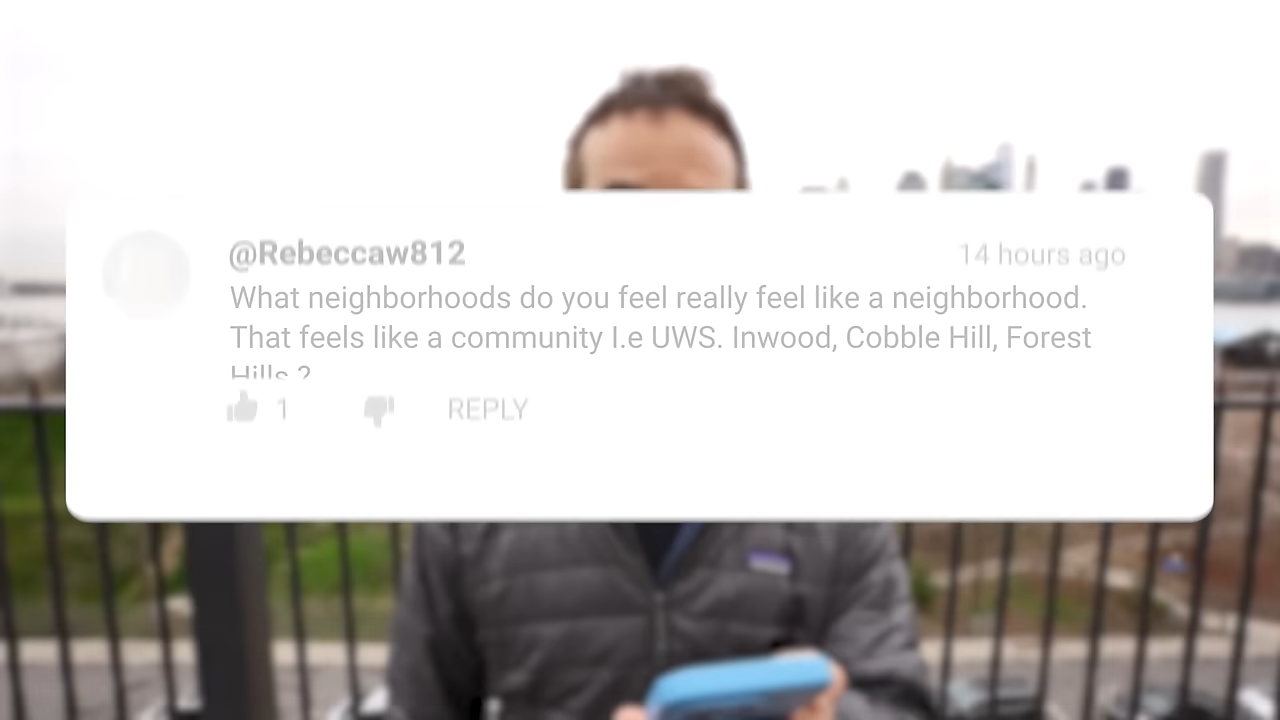 @Rebeccaw812
14 hours ago
What neighborhoods do you feel really feel like a neighborhood.
That feels like a community I.e UWS. Inwood, Cobble Hill, Forest
Hills ?
1
REPLY